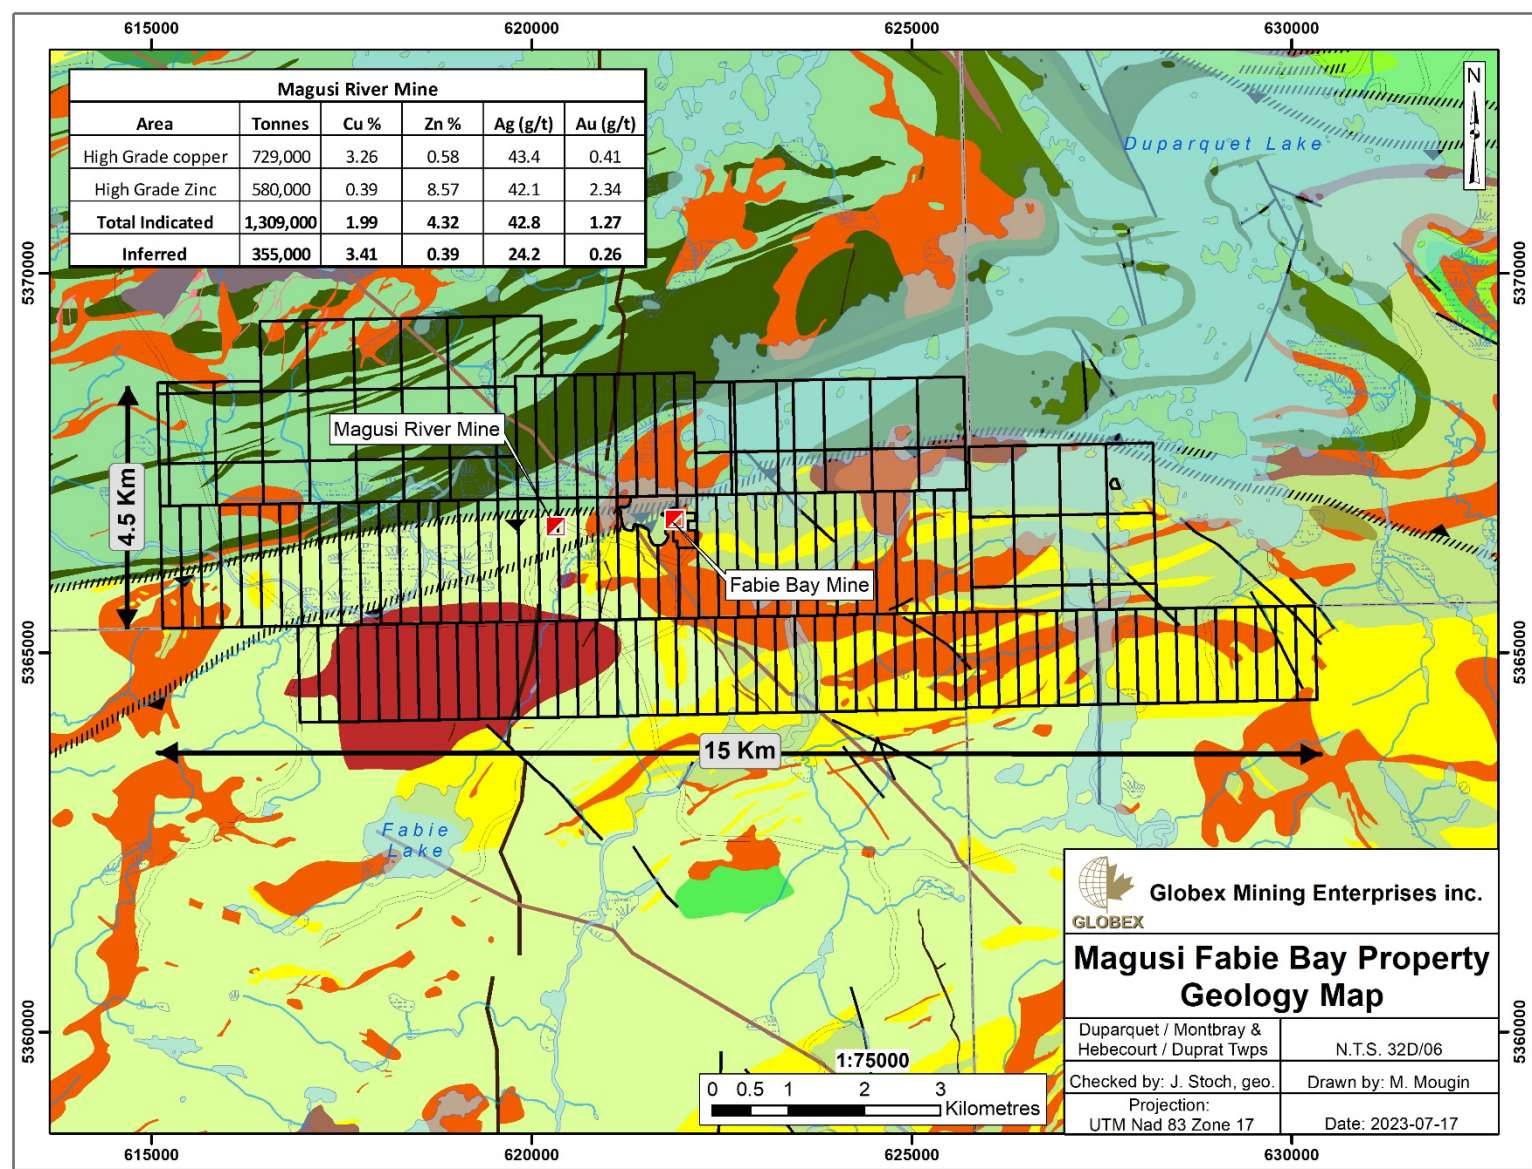 615000 620000 625000 630000
Magusi River Mine
Area Tonnes Cu % Zn % Ag (g/t) Au (g/t)
High Grade copper 729,000 3.26 0.58 43.4 0.41
High Grade Zinc 580,000 0.39 8.57 42.1 2.34
Total Indicated 1,309,000 1.99 4.32 42.8 1.27
Inferred 355,000 3.41 0.39 24.2 0.26
N
Duparquet Lake
5370000 5370000
Magusi River Mine
4.5 Km
Fabie Bay Mine
5365000 5365000
15 Km
Fabie
Lake
GLOBEX
Globex Mining Enterprises inc.
Magusi Fabie Bay Property
Geology Map
Duparquet / Montbray &
Hebecourt / Duprat Twps
N.T.S. 32D/06
Checked by: J. Stoch, geo.
Drawn by: M. Mougin
Projection:
UTM Nad 83 Zone 17
Date: 2023-07-17
5360000 5360000
1:75000
0 0.5 1 2 3
Kilometres
615000 620000 625000 630000